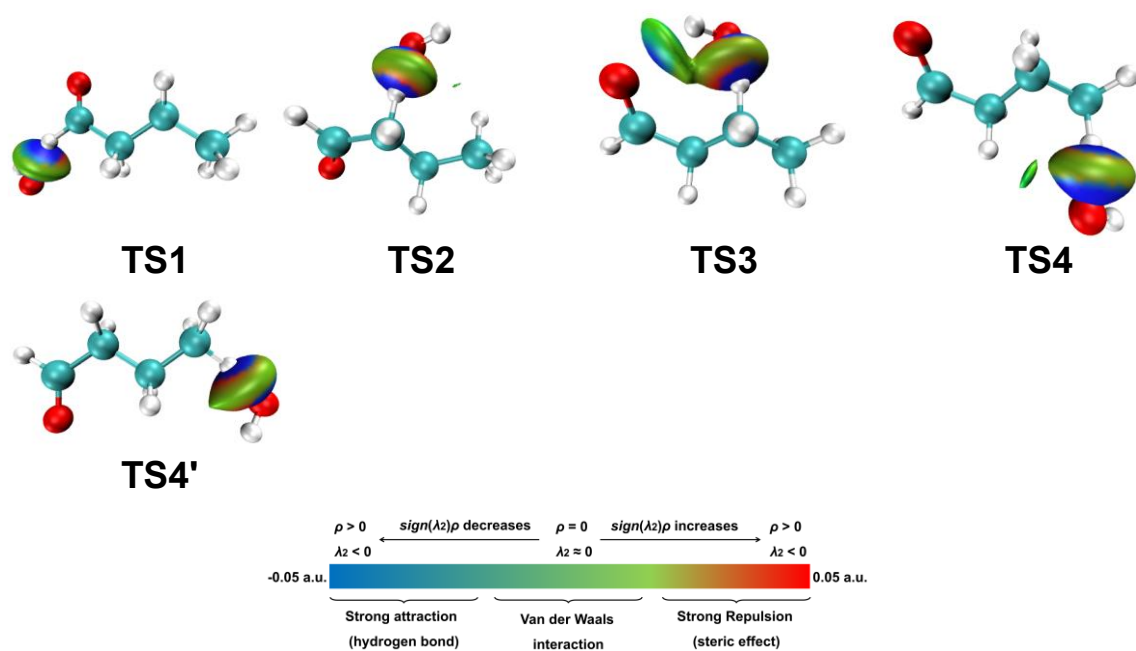 TS1
TS2
TS3
TS4
TS4'
ρ > 0 sign(λ2)ρ decreases ρ = 0 sign(λ2)ρ increases ρ > 0
λ2 < 0 λ2 ≈ 0 λ2 < 0
-0.05 a.u. 0.05 a.u.
Strong attraction Van der Waals Strong Repulsion
(hydrogen bond) interaction (steric effect)